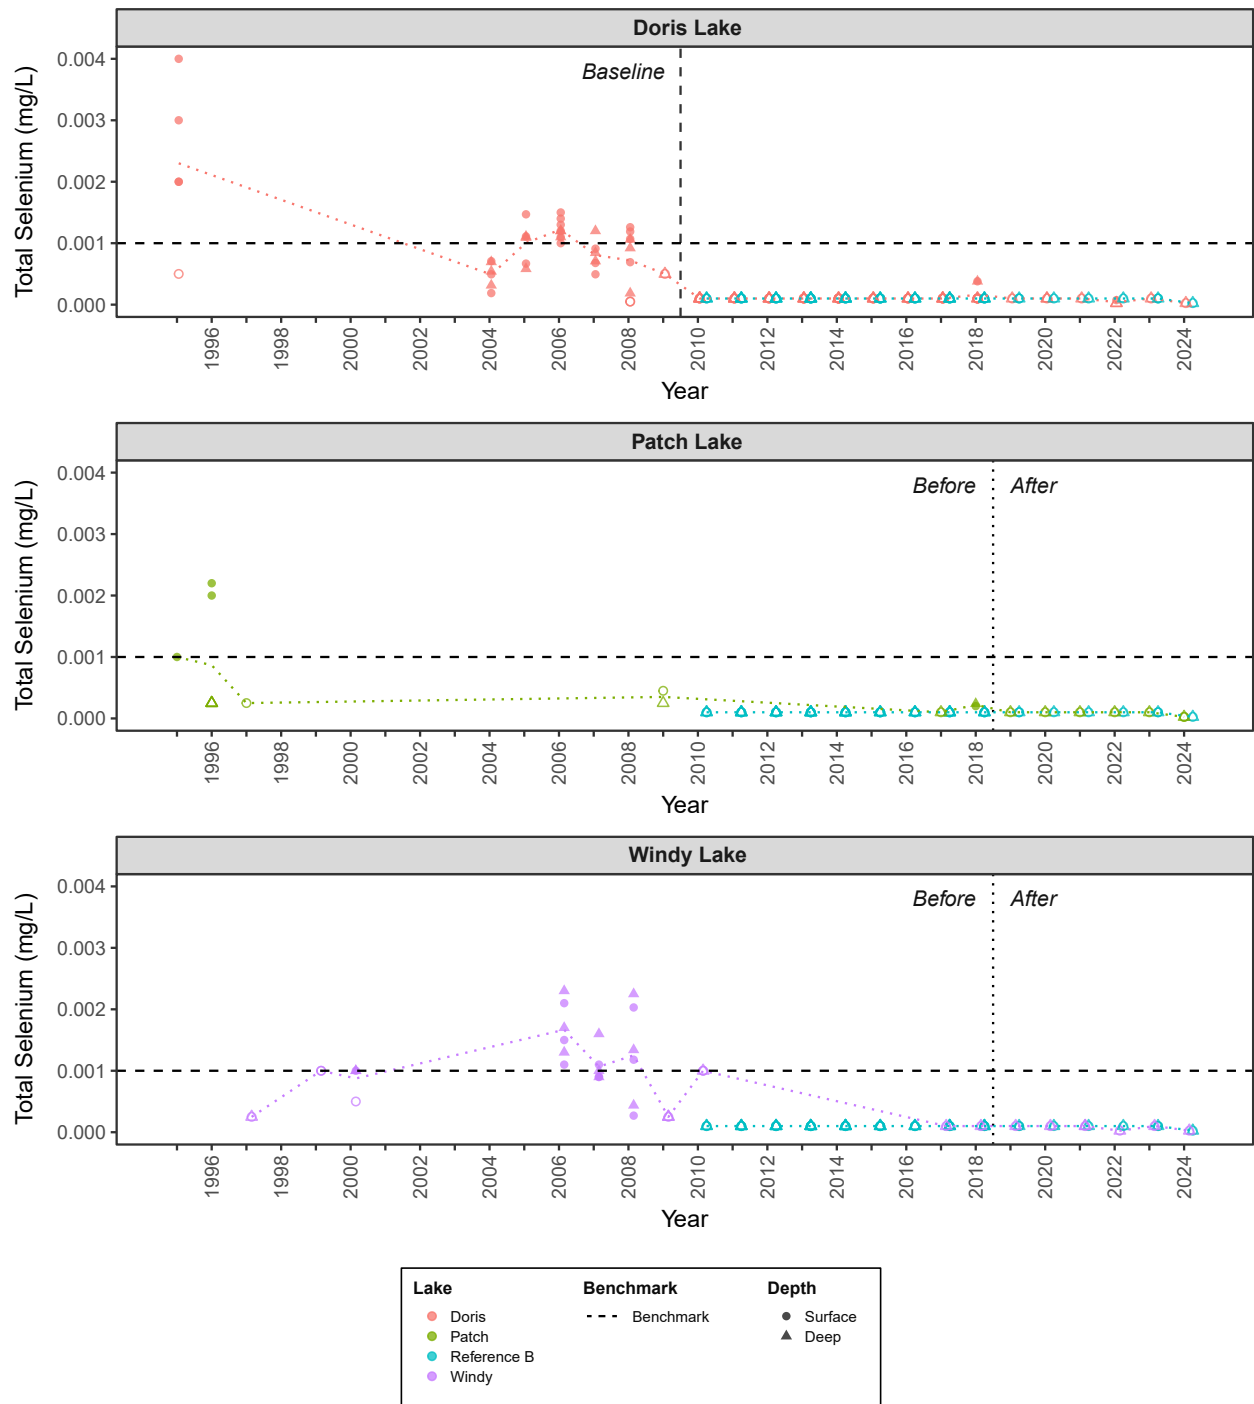 Doris Lake
Total Selenium (mg/L)
0.004
0.003
0.002
0.001
0.000
Baseline
1996 1998 2000 2002 2004 2006 2008 2010 2012 2014 2016 2018 2020 2022 2024
Year
Patch Lake
Total Selenium (mg/L)
0.004
0.003
0.002
0.001
0.000
Before After
1996 1998 2000 2002 2004 2006 2008 2010 2012 2014 2016 2018 2020 2022 2024
Year
Windy Lake
Total Selenium (mg/L)
0.004
0.003
0.002
0.001
0.000
Before After
1996 1998 2000 2002 2004 2006 2008 2010 2012 2014 2016 2018 2020 2022 2024
Year
Lake
Doris
Patch
Reference B
Windy
Benchmark
Benchmark
Depth
Surface
Deep